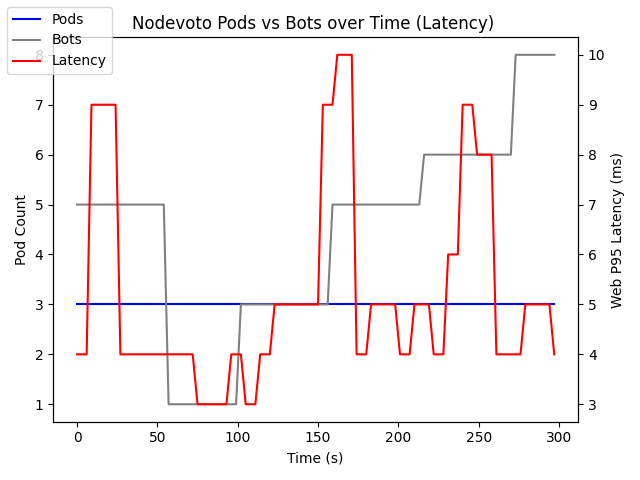 Nodevoto Pods vs Bots over Time (Latency)
Pods
Bots
Latency
8
7
6
5
4
3
2
1
Pod Count
10
9
8
7
6
5
4
3
Web P95 Latency (ms)
0 50 100 150 200 250 300
Time (s)